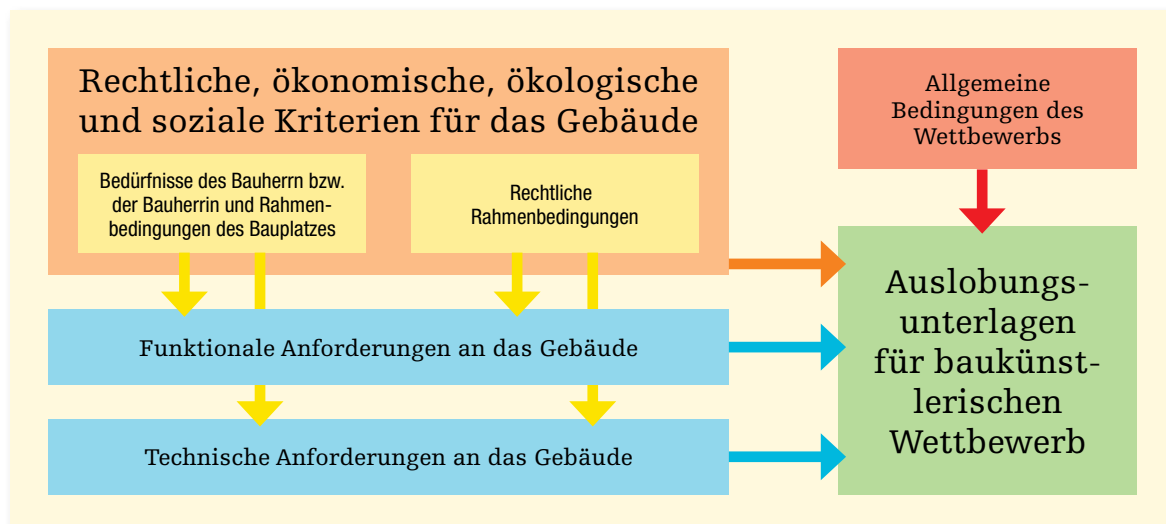 Rechtliche, ökonomische, ökologische
und soziale Kriterien für das Gebäude
Bedürfnisse des Bauherrn bzw.
der Bauherrin und Rahmen-
bedingungen des Bauplatzes
Rechtliche
Rahmenbedingungen
Funktionale Anforderungen an das Gebäude
Technische Anforderungen an das Gebäude
Allgemeine
Bedingungen des
Wettbewerbs
Auslobungs-
unterlagen
für baukünst-
lerischen
Wettbewerb